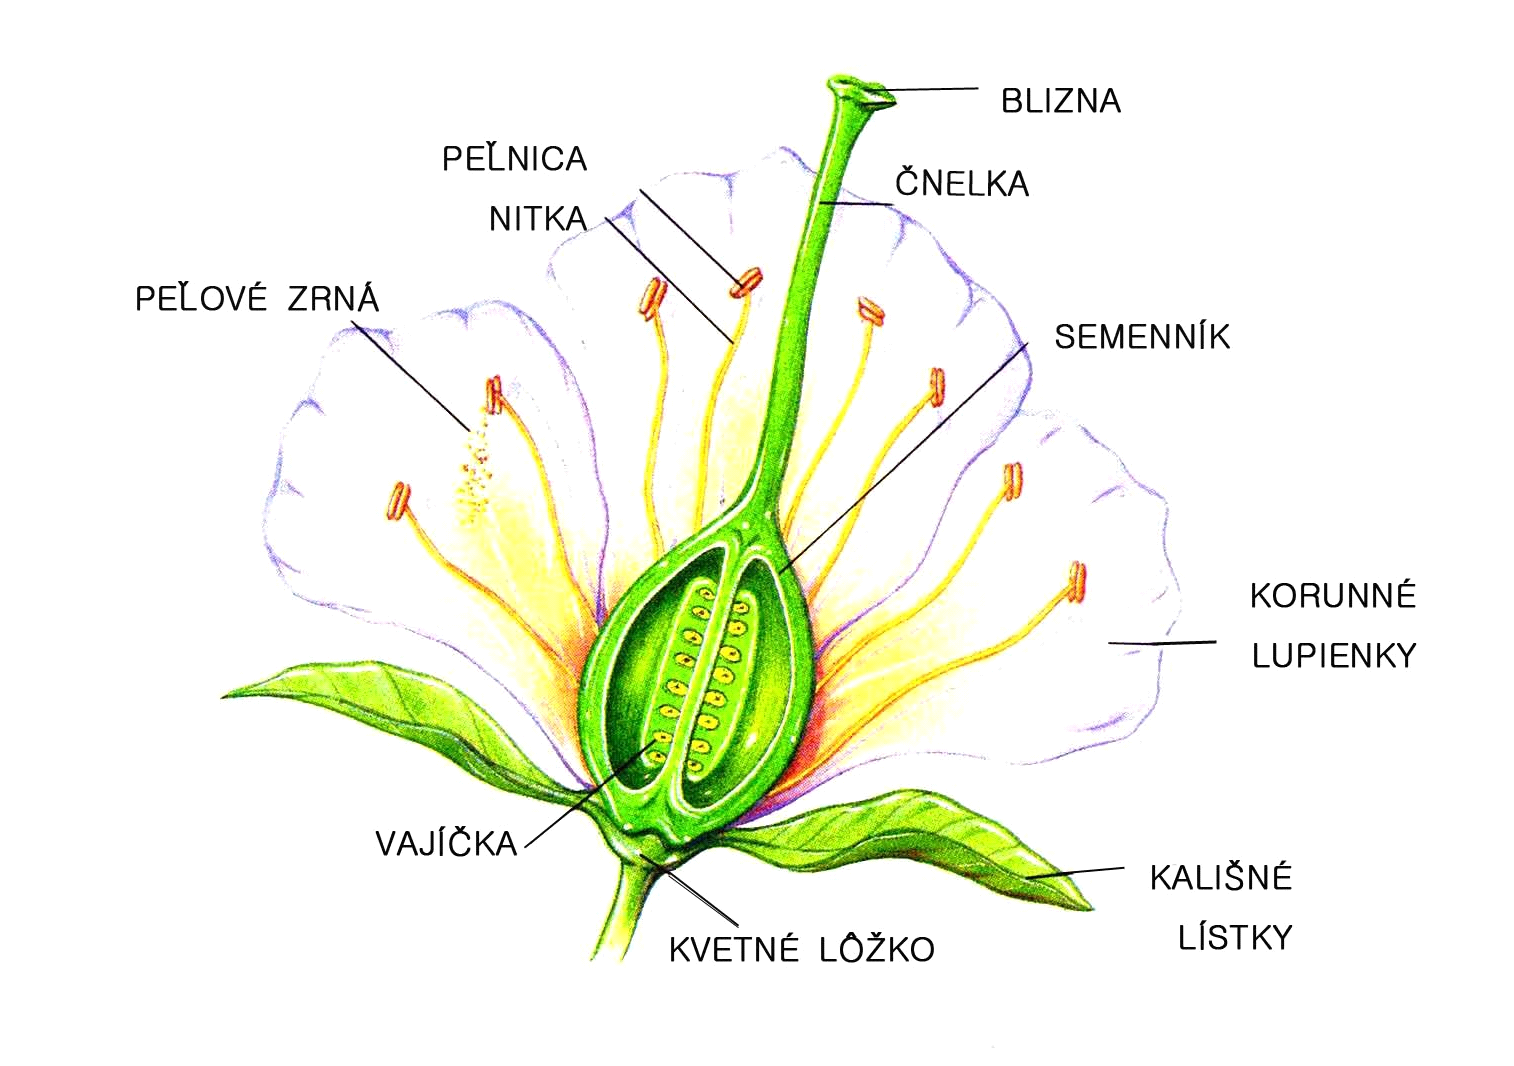 BLIZNA
PEĽNICA
ČNELKA
NITKA
PEĽOVÉ ZRNÁ
SEMENNÍK
KORUNNÉ
LUPIENKY
VAJÍČKA
KALIŠNÉ
LÍSTKY
KVETNÉ LÔŽKO